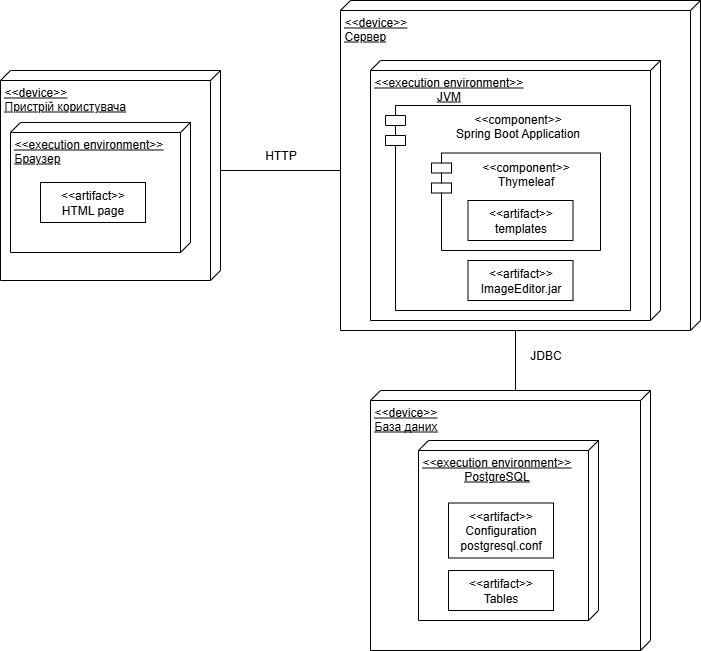 <<device>>
Пристрій користувача
<<execution environment>>
Браузер
<<artifact>>
HTML page
HTTP
<<device>>
Сервер
<<execution environment>>
JVM
<<component>>
Spring Boot Application
<<component>>
Thymeleaf
<<artifact>>
templates
<<artifact>>
ImageEditor.jar
JDBC
<<device>>
База даних
<<execution environment>>
PostgreSQL
<<artifact>>
Configuration
postgresql.conf
<<artifact>>
Tables